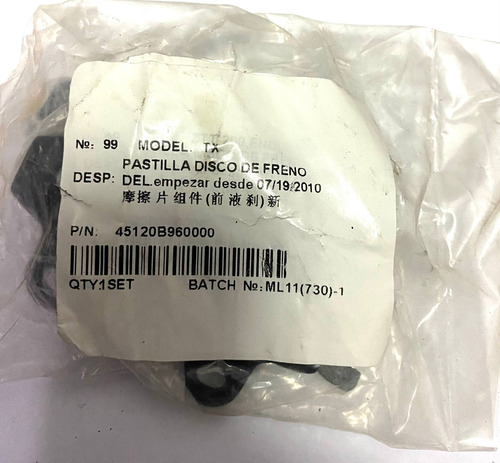 №: 99 MODEL: TX
PASTILLA DISCO DE FRENO
DESP: DEL.empezar desde 07/19.2010
摩擦片组件(前液刹)新
P/N. 45120B960000
QTY:1SET BATCH №:ML11(730)-1